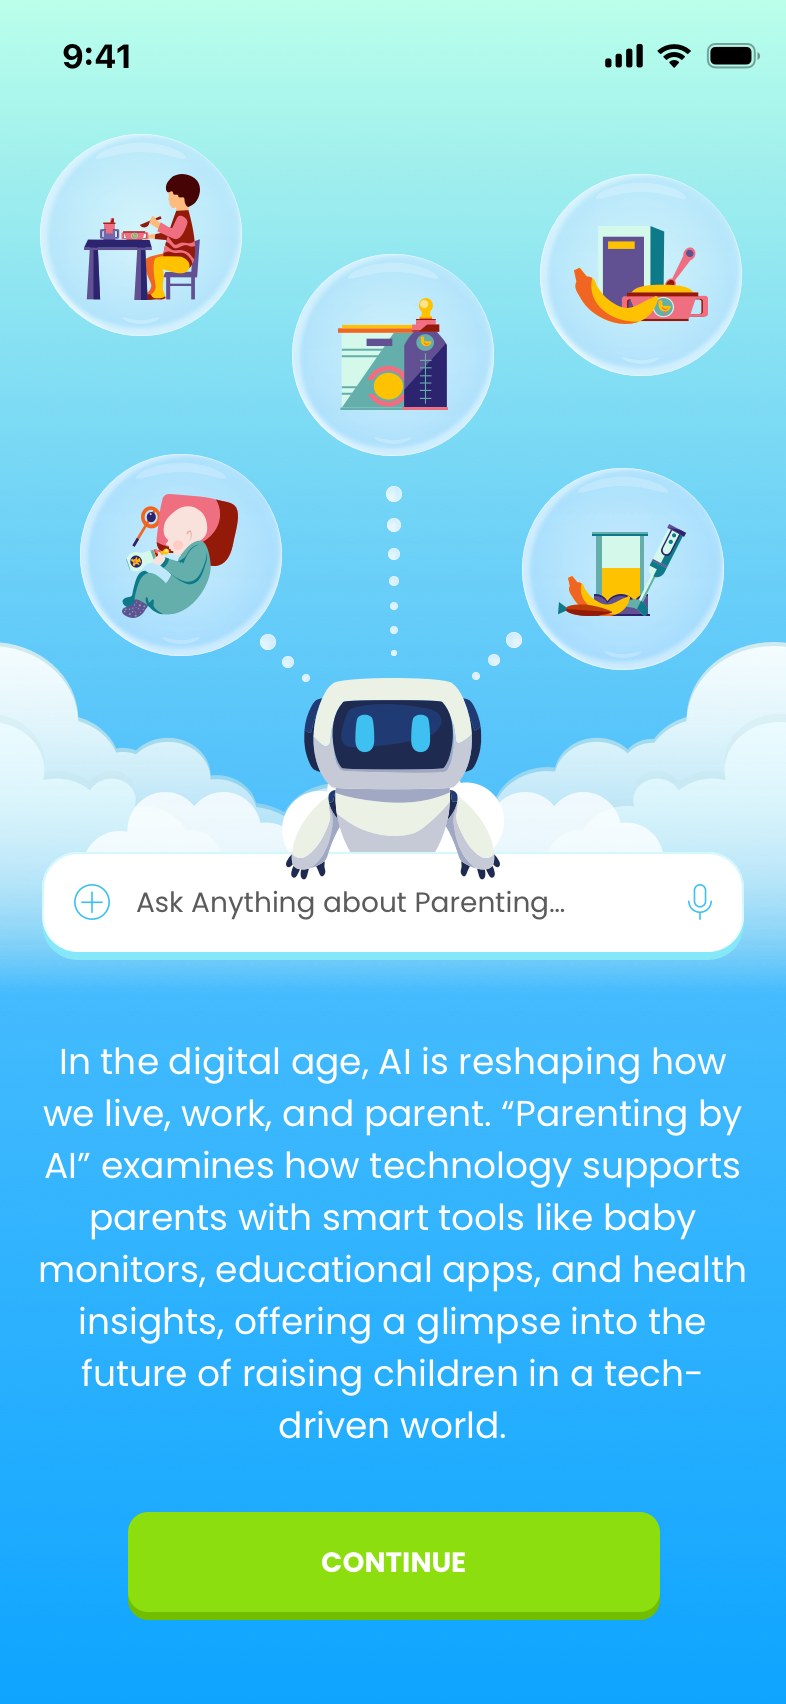 9:41
Ask Anything about Parenting...
In the digital age, AI is reshaping how
we live, work, and parent. “Parenting by
AI” examines how technology supports
parents with smart tools like baby
monitors, educational apps, and health
insights, offering a glimpse into the
future of raising children in a tech-
driven world.
CONTINUE